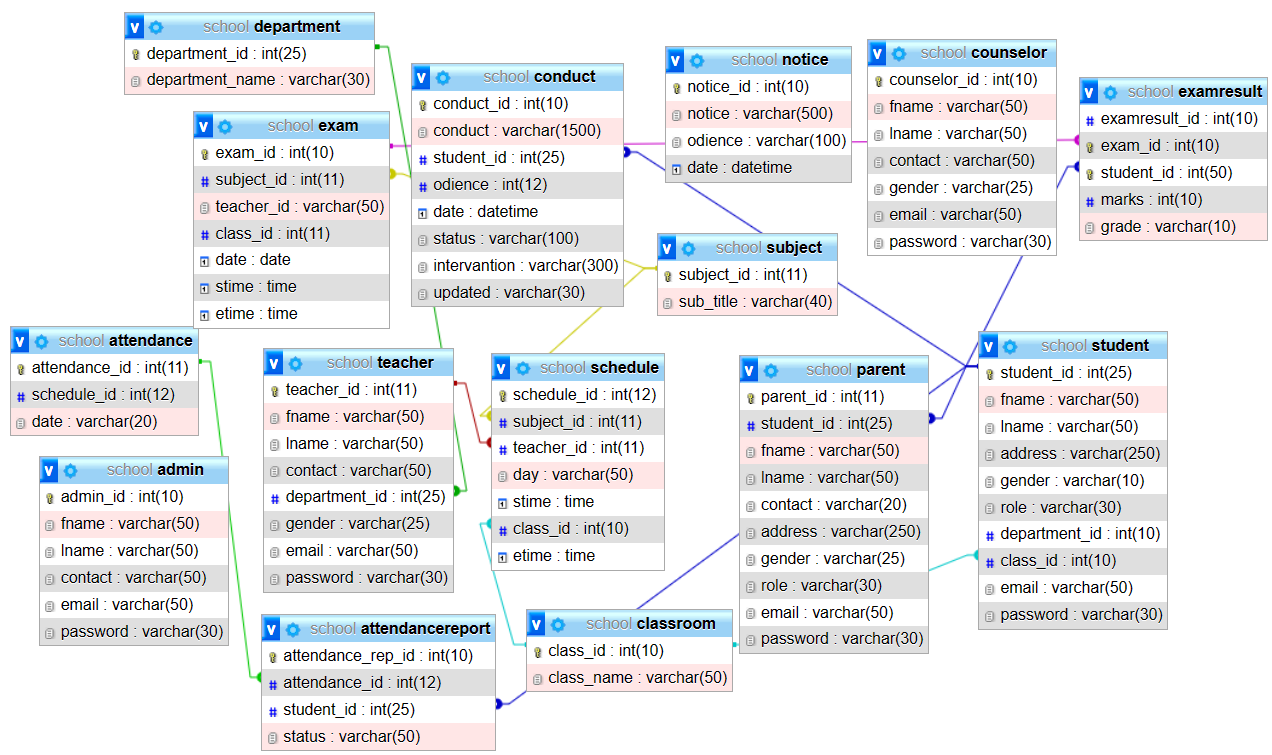 school department
department_id : int(25)
department_name : varchar(30)
school exam
exam_id : int(10)
subject_id : int(11)
teacher_id : varchar(50)
class_id : int(11)
date : date
stime : time
etime : time
school conduct
conduct_id : int(10)
conduct : varchar(1500)
student_id : int(25)
odience : int(12)
date : datetime
status : varchar(100)
intervantion : varchar(300)
updated : varchar(30)
school notice
notice_id : int(10)
notice : varchar(500)
odience : varchar(100)
date : datetime
school counselor
counselor_id : int(10)
fname : varchar(50)
lname : varchar(50)
contact : varchar(50)
gender : varchar(25)
email : varchar(50)
password : varchar(30)
school examresult
examresult_id : int(10)
exam_id : int(10)
student_id : int(50)
marks : int(10)
grade : varchar(10)
school subject
subject_id : int(11)
sub_title : varchar(40)
school attendance
attendance_id : int(11)
schedule_id : int(12)
date : varchar(20)
school teacher
teacher_id : int(11)
fname : varchar(50)
lname : varchar(50)
contact : varchar(50)
department_id : int(25)
gender : varchar(25)
email : varchar(50)
password : varchar(30)
school schedule
schedule_id : int(12)
subject_id : int(11)
teacher_id : int(11)
day : varchar(50)
stime : time
class_id : int(10)
etime : time
school parent
parent_id : int(11)
student_id : int(25)
fname : varchar(50)
lname : varchar(50)
contact : varchar(20)
address : varchar(250)
gender : varchar(25)
role : varchar(30)
email : varchar(50)
password : varchar(30)
school student
student_id : int(25)
fname : varchar(50)
lname : varchar(50)
address : varchar(250)
gender : varchar(10)
role : varchar(30)
department_id : int(10)
class_id : int(10)
email : varchar(50)
password : varchar(30)
school admin
admin_id : int(10)
fname : varchar(50)
lname : varchar(50)
contact : varchar(50)
email : varchar(50)
password : varchar(30)
school attendancereport
attendance_rep_id : int(10)
attendance_id : int(12)
student_id : int(25)
status : varchar(50)
school classroom
class_id : int(10)
class_name : varchar(50)